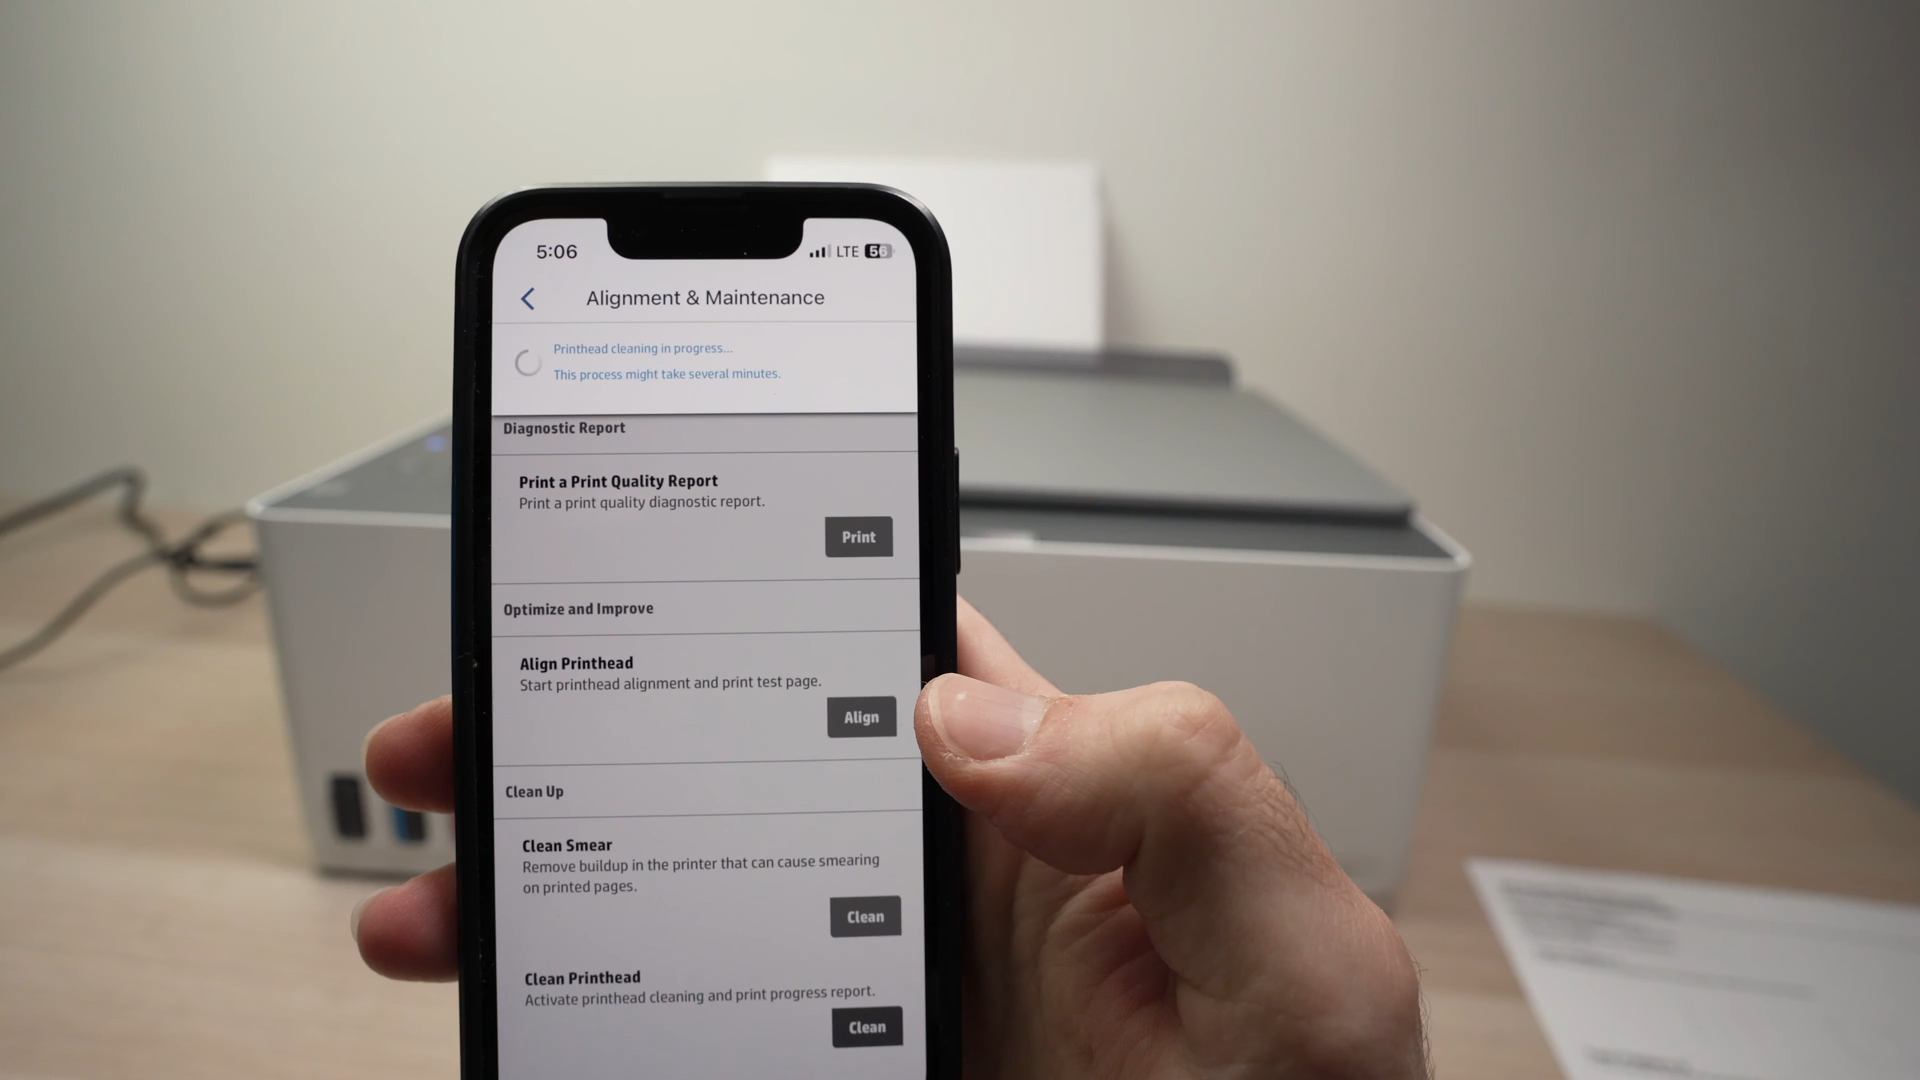 5:06
LTE 56
Alignment & Maintenance
Printhead cleaning in progress...
This process might take several minutes.
Diagnostic Report
Print a Print Quality Report
Print a print quality diagnostic report.
Print
Optimize and Improve
Align Printhead
Start printhead alignment and print test page.
Align
Clean Up
Clean Smear
Remove buildup in the printer that can cause smearing
on printed pages.
Clean
Clean Printhead
Activate printhead cleaning and print progress report.
Clean